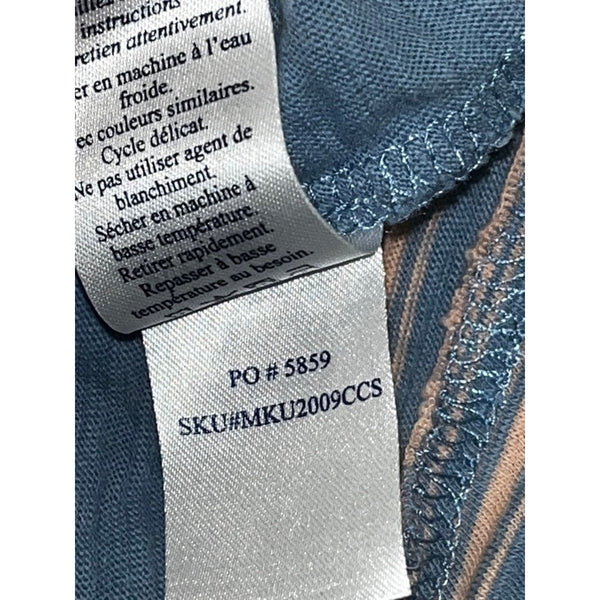 instructions
retien attentivement.
er en machine à l'eau
froide.
ec couleurs similaires.
Cycle délicat.
Ne pas utiliser agent de
blanchiment.
Sécher en machine à
basse température.
Retirer rapidement.
Repasser à basse
température au besoin.
PO # 5859
SKU#MKU2009CCS